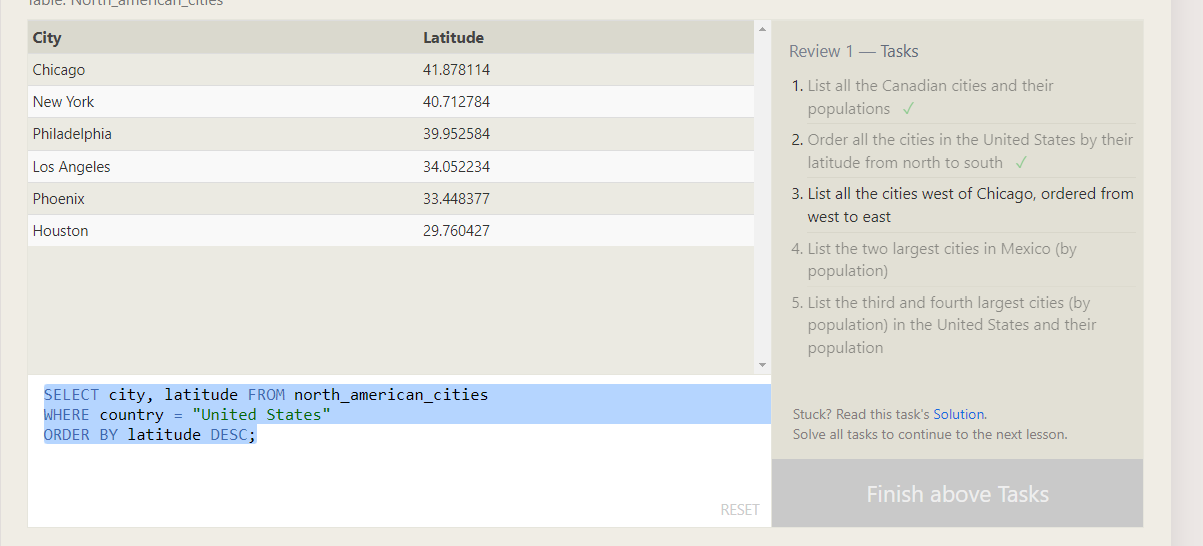 Table: North_american_cities
City Latitude
Chicago 41.878114
New York 40.712784
Philadelphia 39.952584
Los Angeles 34.052234
Phoenix 33.448377
Houston 29.760427
SELECT city, latitude FROM north_american_cities
WHERE country = "United States"
ORDER BY latitude DESC;
RESET
Review 1 — Tasks
1. List all the Canadian cities and their
populations ✓
2. Order all the cities in the United States by their
latitude from north to south ✓
3. List all the cities west of Chicago, ordered from
west to east
4. List the two largest cities in Mexico (by
population)
5. List the third and fourth largest cities (by
population) in the United States and their
population
Stuck? Read this task's Solution.
Solve all tasks to continue to the next lesson.
Finish above Tasks